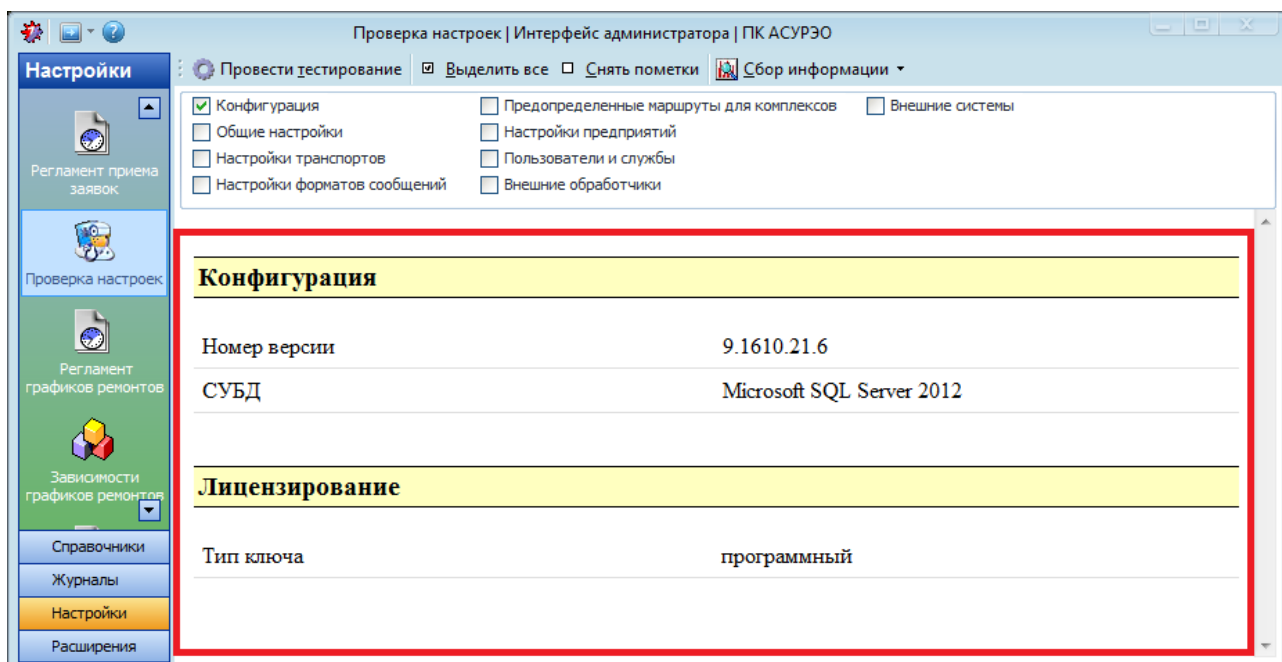 Проверка настроек | Интерфейс администратора | ПК АСУРЭО
Настройки
Провести тестирование Выделить все Снять пометки Сбор информации
Конфигурация Предопределенные маршруты для комплексов Внешние системы
Общие настройки Настройки предприятий
Настройки транспортов Пользователи и службы
Настройки форматов сообщений Внешние обработчики
Регламент приема
заявок
Проверка настроек
Регламент
графиков ремонтов
Зависимости
графиков ремонтов
Справочники
Журналы
Настройки
Расширения
Конфигурация
Номер версии 9.1610.21.6
СУБД Microsoft SQL Server 2012
Лицензирование
Тип ключа программный